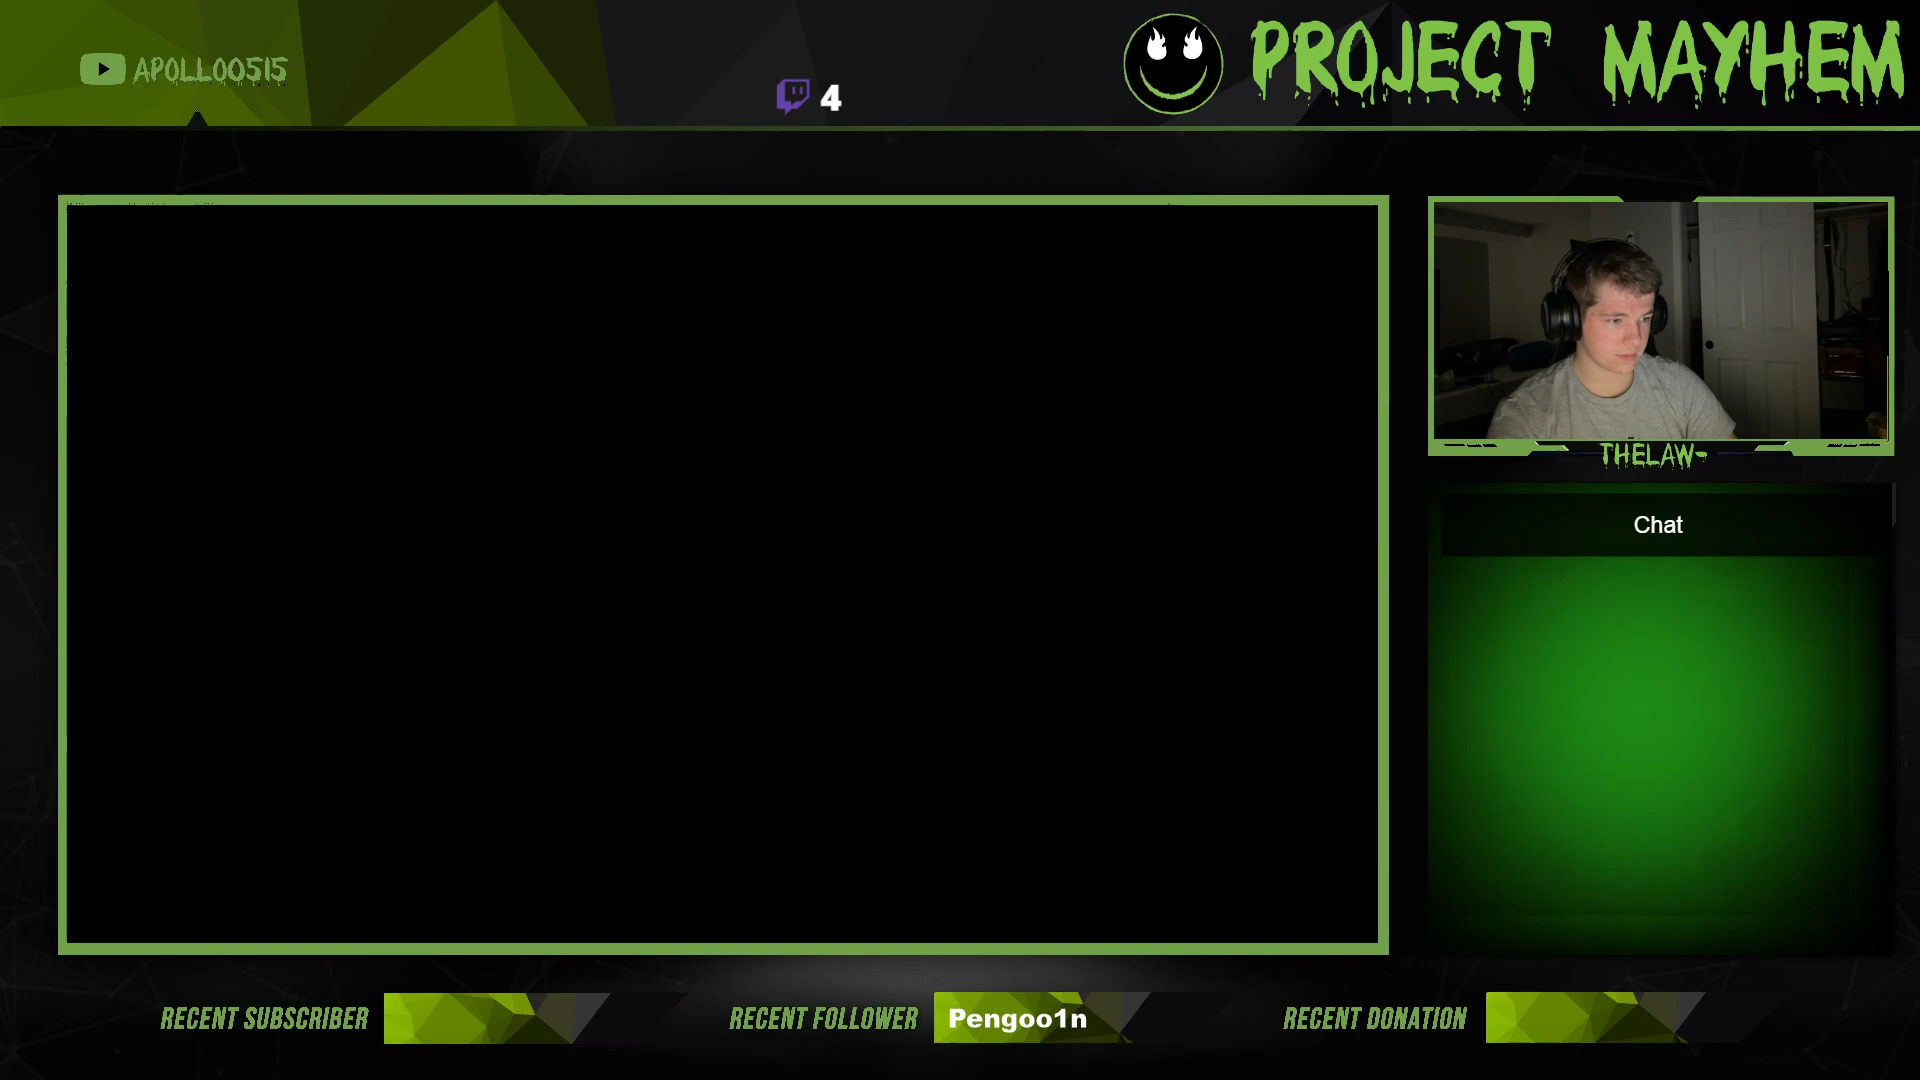 APOLLO0515
4
PROJECT MAYHEM
THELAW-
Chat
RECENT SUBSCRIBER
RECENT FOLLOWER
Pengoo1n
RECENT DONATION